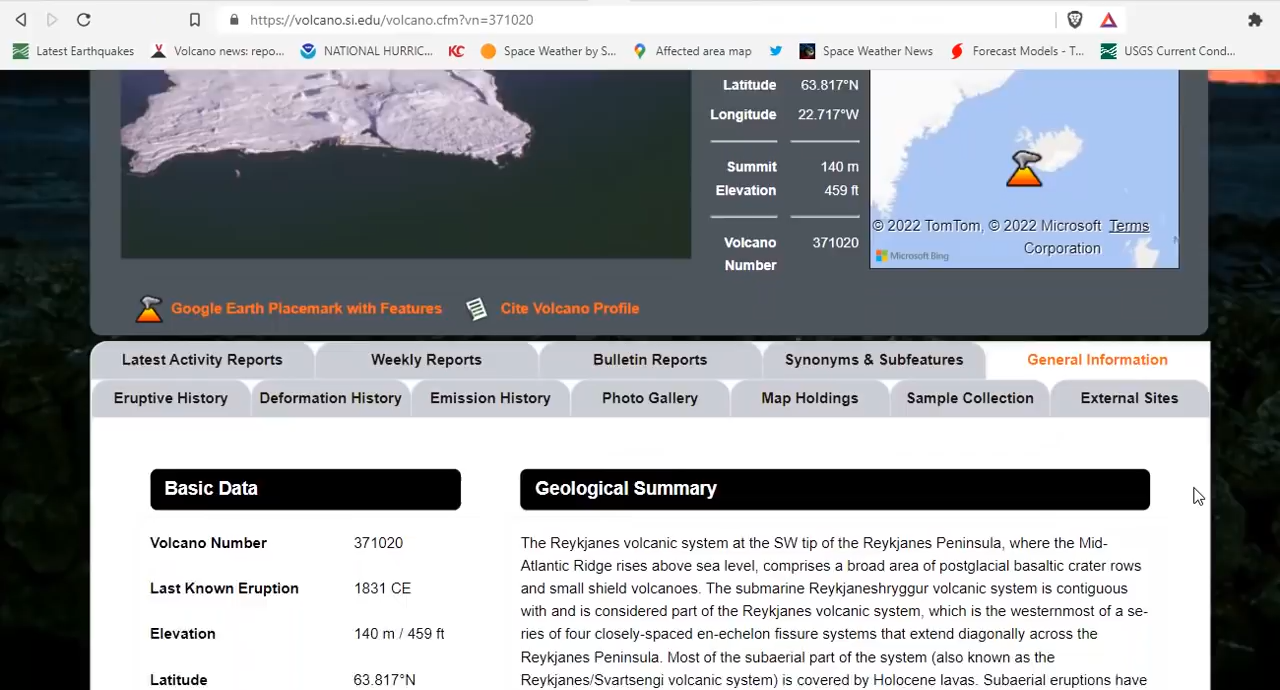 https://volcano.si.edu/volcano.cfm?vn=371020
Latest Earthquakes
Volcano news: repo...
NATIONAL HURRIC...
KC
Space Weather by S...
Affected area map
Space Weather News
Forecast Models - T...
USGS Current Cond...
Latitude 63.817°N
Longitude 22.717°W
Summit 140 m
Elevation 459 ft
Volcano 371020
Number
© 2022 TomTom, © 2022 Microsoft Terms
Corporation
Microsoft Bing
Google Earth Placemark with Features
Cite Volcano Profile
Latest Activity Reports
Weekly Reports
Bulletin Reports
Synonyms & Subfeatures
General Information
Eruptive History
Deformation History
Emission History
Photo Gallery
Map Holdings
Sample Collection
External Sites
Basic Data
Volcano Number 371020
Last Known Eruption 1831 CE
Elevation 140 m / 459 ft
Latitude 63.817°N
Geological Summary
The Reykjanes volcanic system at the SW tip of the Reykjanes Peninsula, where the Mid-
Atlantic Ridge rises above sea level, comprises a broad area of postglacial basaltic crater rows
and small shield volcanoes. The submarine Reykjaneshryggur volcanic system is contiguous
with and is considered part of the Reykjanes volcanic system, which is the westernmost of a se-
ries of four closely-spaced en-echelon fissure systems that extend diagonally across the
Reykjanes Peninsula. Most of the subaerial part of the system (also known as the
Reykjanes/Svartsengi volcanic system) is covered by Holocene lavas. Subaerial eruptions have